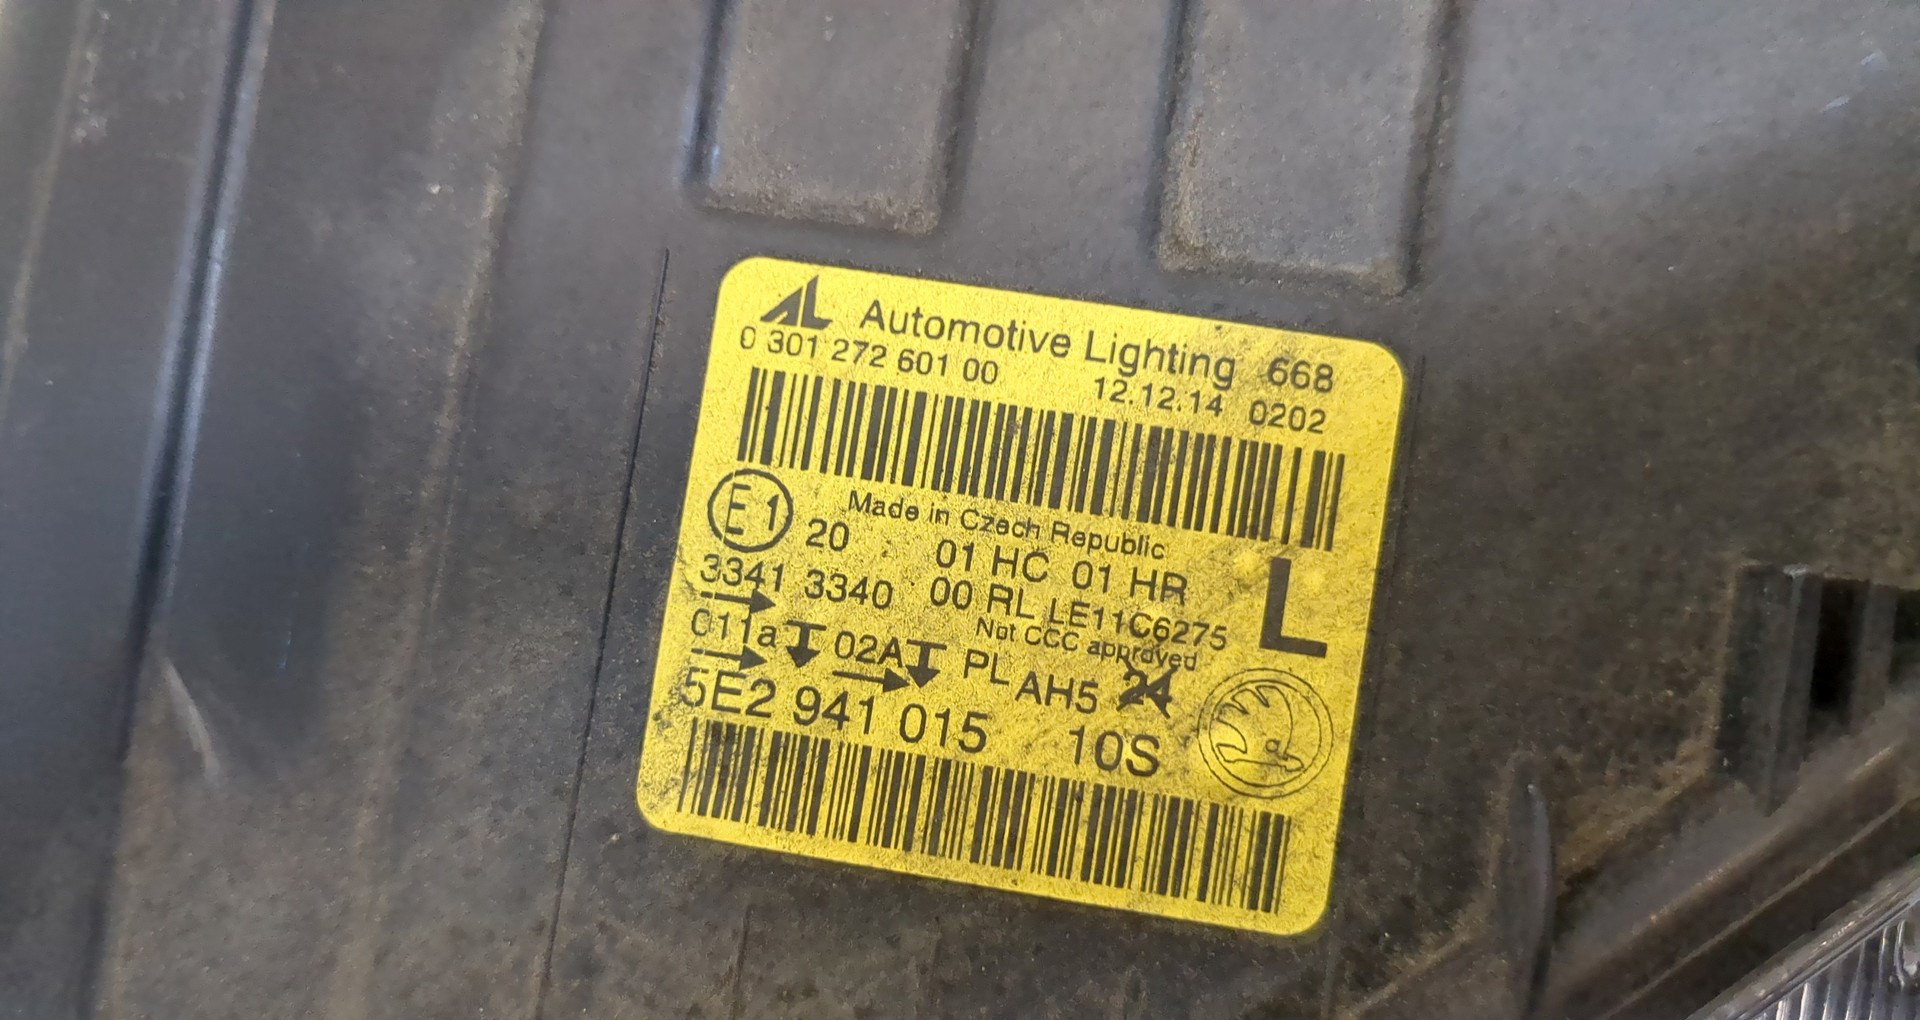 AL Automotive Lighting 668
0 301 272 601 00 12.12.14 0202
Made in Czech Republic
E1 20 01 HC 01 HR L
3341 3340 00 RL LE11C6275
Not CCC approved
011a 02A PL AH5 24
5E2 941 015 10S